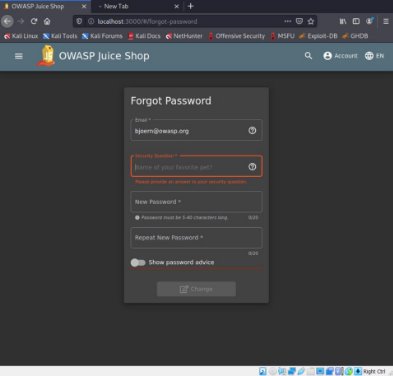 OWASP Juice Shop
New Tab
localhost:3000/#/forgot-password
Kali Linux Kali Tools Kali Forums Kali Docs NetHunter Offensive Security MSFU Exploit-DB GHDB
OWASP Juice Shop Account EN
Forgot Password
Email *
bjoern@owasp.org
Security Question *
Name of your favorite pet?
Please provide an answer to your security question.
New Password *
Password must be 5-40 characters long. 0/20
Repeat New Password *
0/20
Show password advice
Change
Right Ctrl